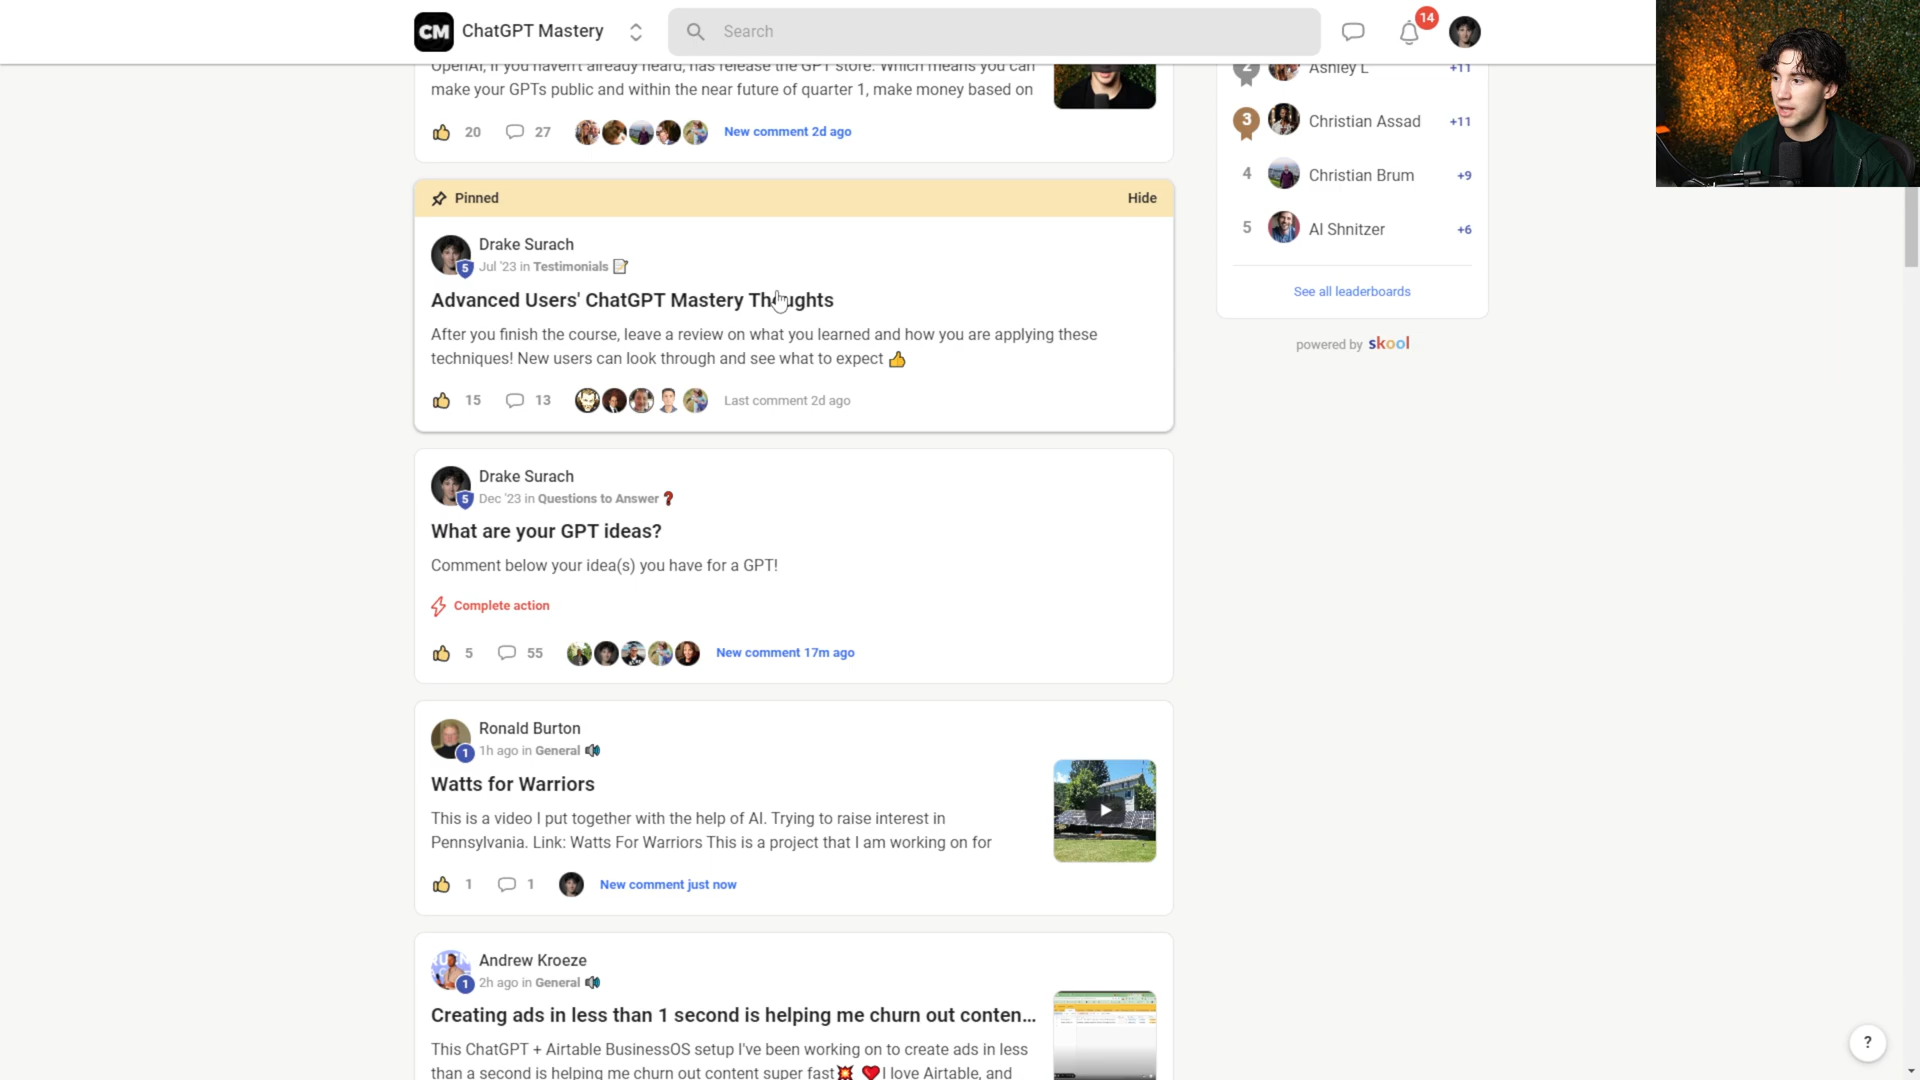 CM ChatGPT Mastery
Search
14
OpenAI, if you haven't already heard, has release the GPT store. Which means you can
make your GPTs public and within the near future of quarter 1, make money based on
20 27 New comment 2d ago
Pinned Hide
Drake Surach
5 Jul '23 in Testimonials
Advanced Users' ChatGPT Mastery Thoughts
After you finish the course, leave a review on what you learned and how you are applying these
techniques! New users can look through and see what to expect 👍
15 13 Last comment 2d ago
Drake Surach
5 Dec '23 in Questions to Answer ❓
What are your GPT ideas?
Comment below your idea(s) you have for a GPT!
Complete action
5 55 New comment 17m ago
Ronald Burton
1 1h ago in General
Watts for Warriors
This is a video I put together with the help of AI. Trying to raise interest in
Pennsylvania. Link: Watts For Warriors This is a project that I am working on for
1 1 New comment just now
Andrew Kroeze
1 2h ago in General
Creating ads in less than 1 second is helping me churn out conten...
This ChatGPT + Airtable BusinessOS setup I've been working on to create ads in less
than a second is helping me churn out content super fast💥 ❤️I love Airtable, and
2 Ashley L +11
3 Christian Assad +11
4 Christian Brum +9
5 Al Shnitzer +6
See all leaderboards
powered by skool
?